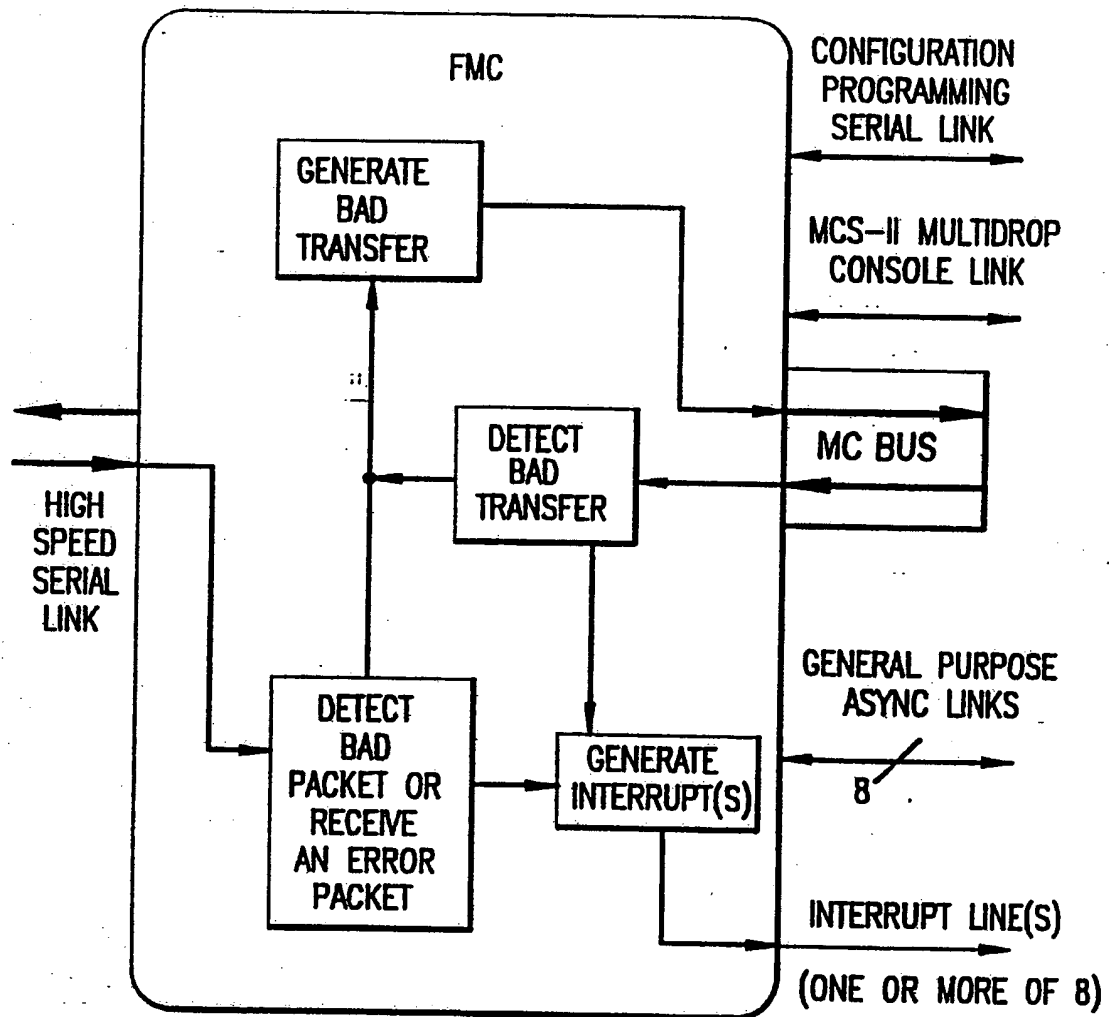 FMC
CONFIGURATION
PROGRAMMING
SERIAL LINK
GENERATE
BAD
TRANSFER
MCS-II MULTIDROP
CONSOLE LINK
DETECT
BAD
TRANSFER
MC BUS
HIGH
SPEED
SERIAL
LINK
DETECT
BAD
PACKET OR
RECEIVE
AN ERROR
PACKET
GENERATE
INTERRUPT(S)
GENERAL PURPOSE
ASYNC LINKS
8
INTERRUPT LINE(S)
(ONE OR MORE OF 8)